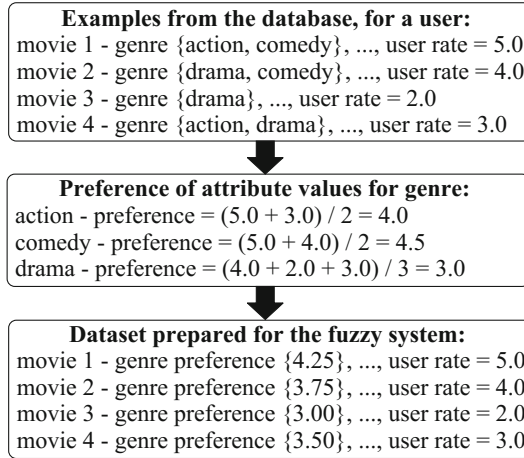 Examples from the database, for a user:
movie 1 - genre {action, comedy}, ..., user rate = 5.0
movie 2 - genre {drama, comedy}, ..., user rate = 4.0
movie 3 - genre {drama}, ..., user rate = 2.0
movie 4 - genre {action, drama}, ..., user rate = 3.0
Preference of attribute values for genre:
action - preference = (5.0 + 3.0) / 2 = 4.0
comedy - preference = (5.0 + 4.0) / 2 = 4.5
drama - preference = (4.0 + 2.0 + 3.0) / 3 = 3.0
Dataset prepared for the fuzzy system:
movie 1 - genre preference {4.25}, ..., user rate = 5.0
movie 2 - genre preference {3.75}, ..., user rate = 4.0
movie 3 - genre preference {3.00}, ..., user rate = 2.0
movie 4 - genre preference {3.50}, ..., user rate = 3.0